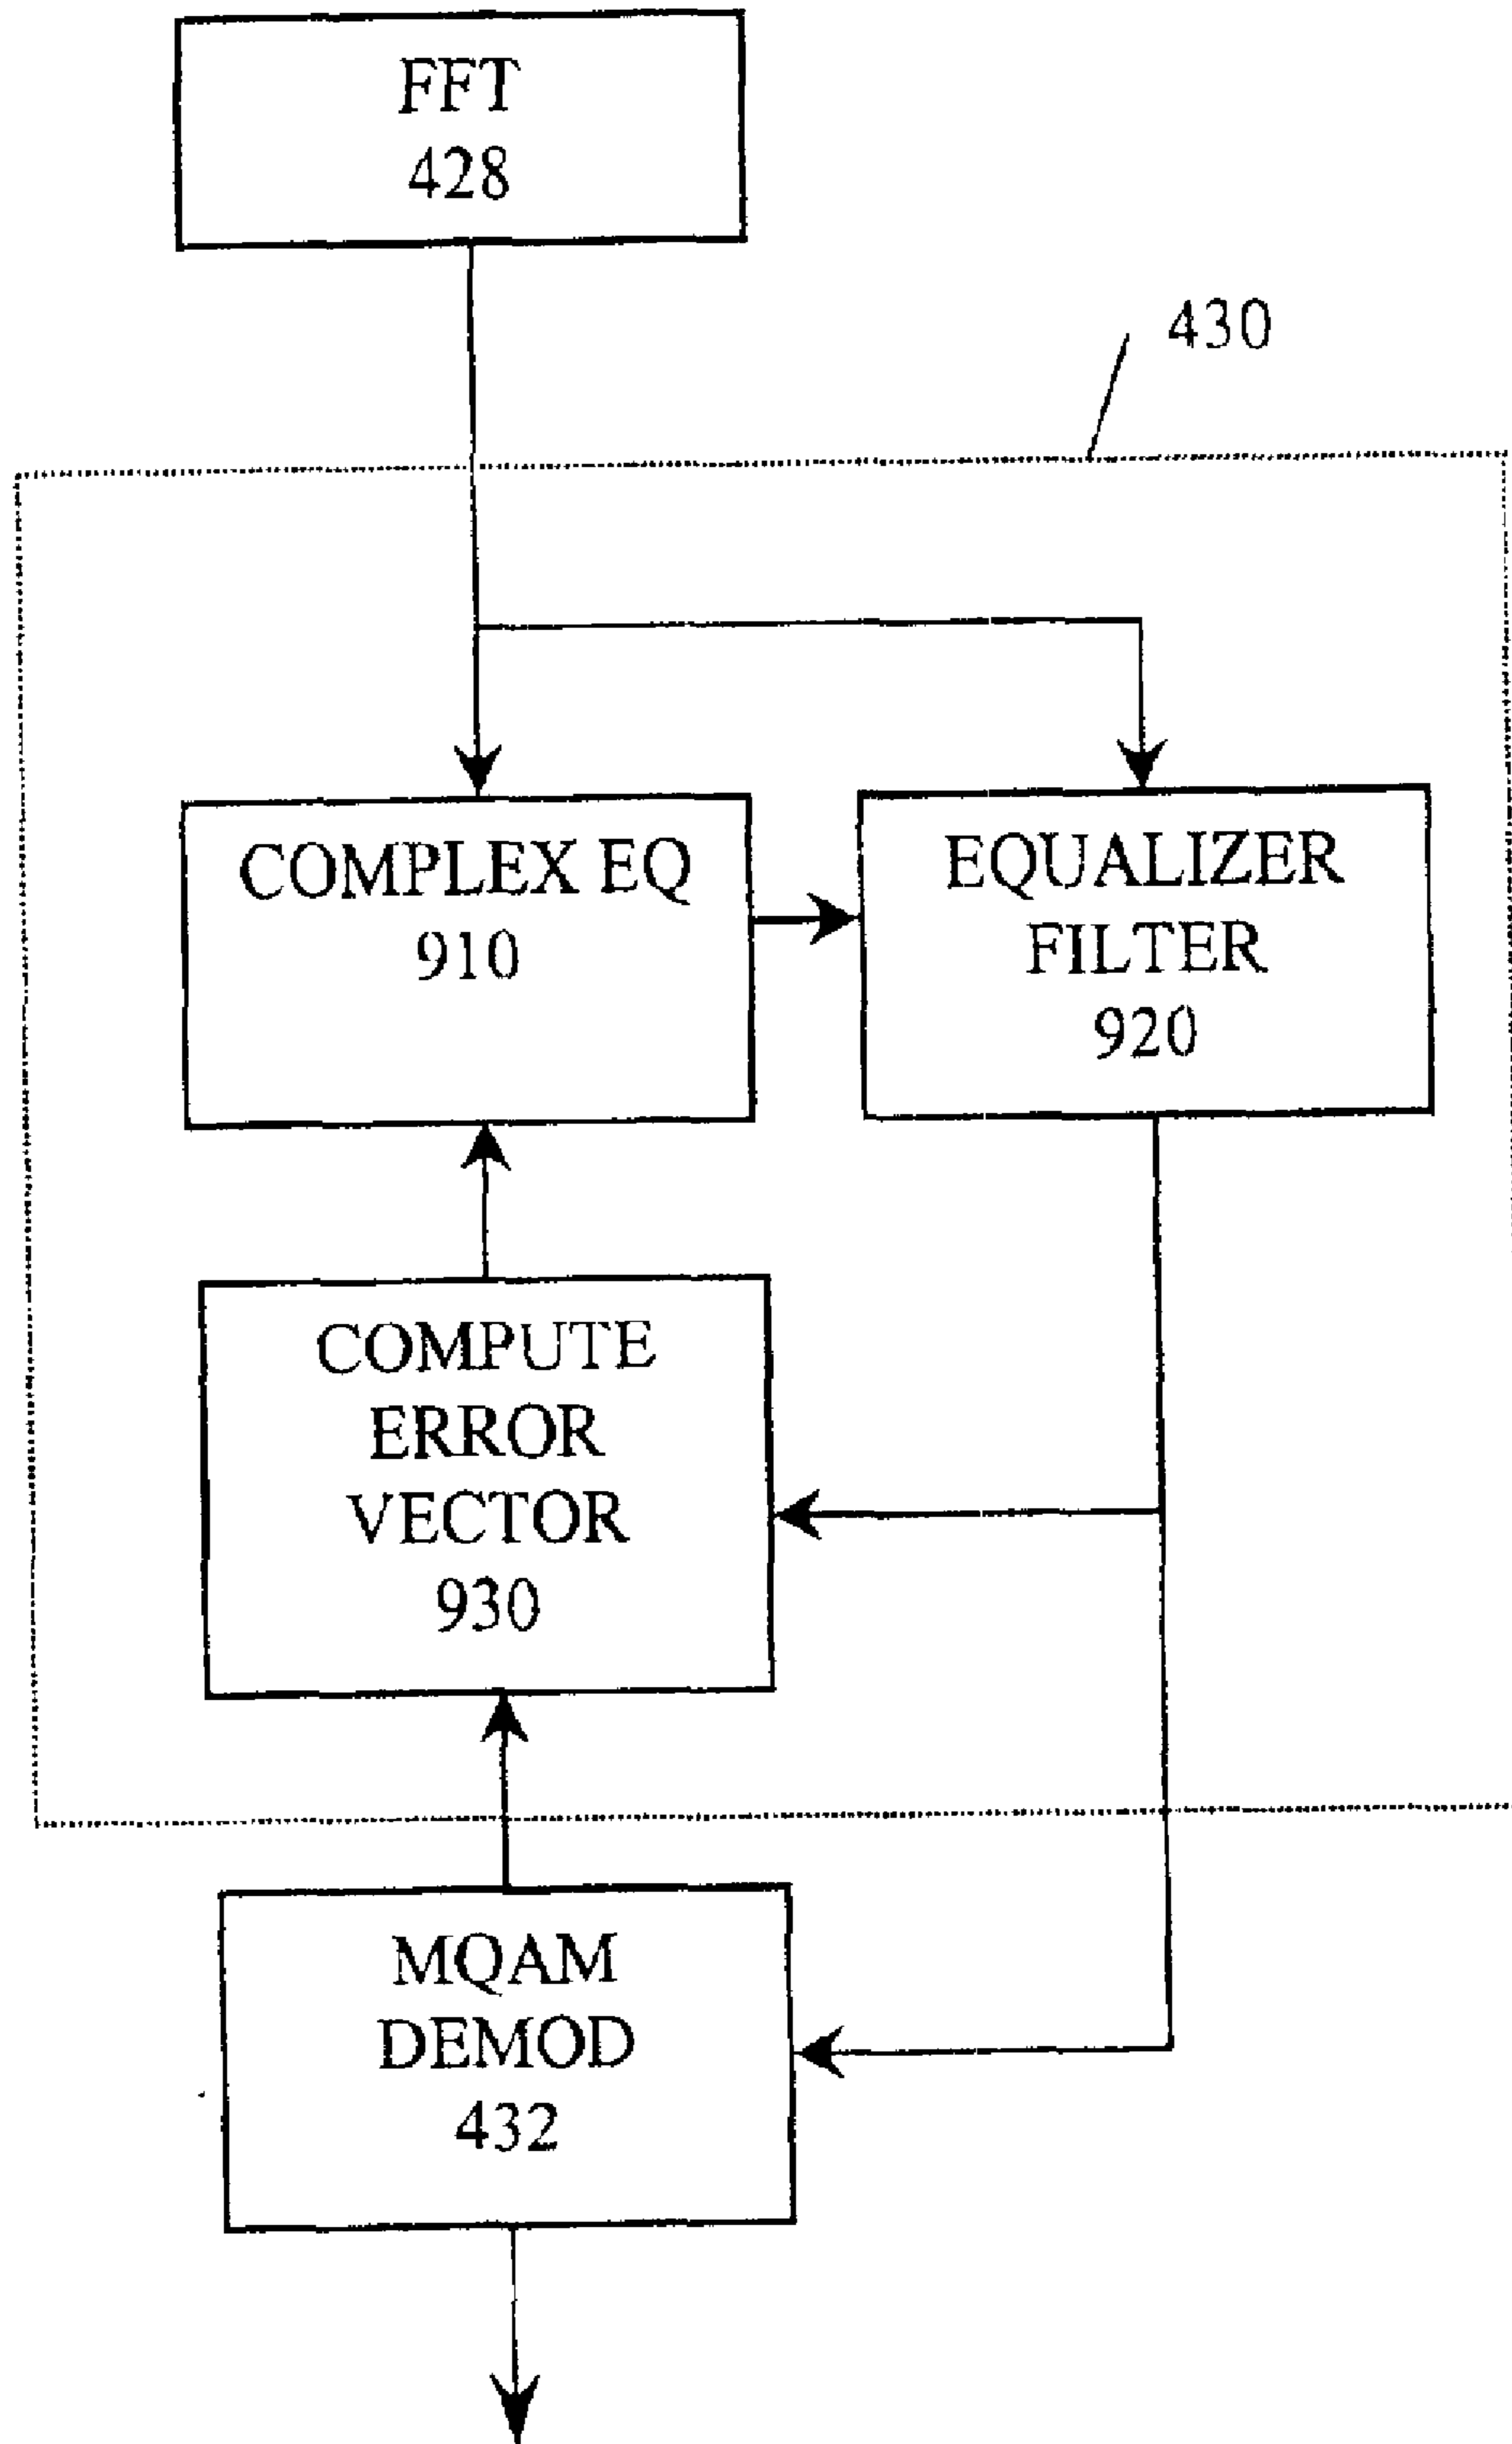 FFT
428
430
COMPLEX EQ
910
EQUALIZER
FILTER
920
COMPUTE
ERROR
VECTOR
930
MQAM
DEMOD
432